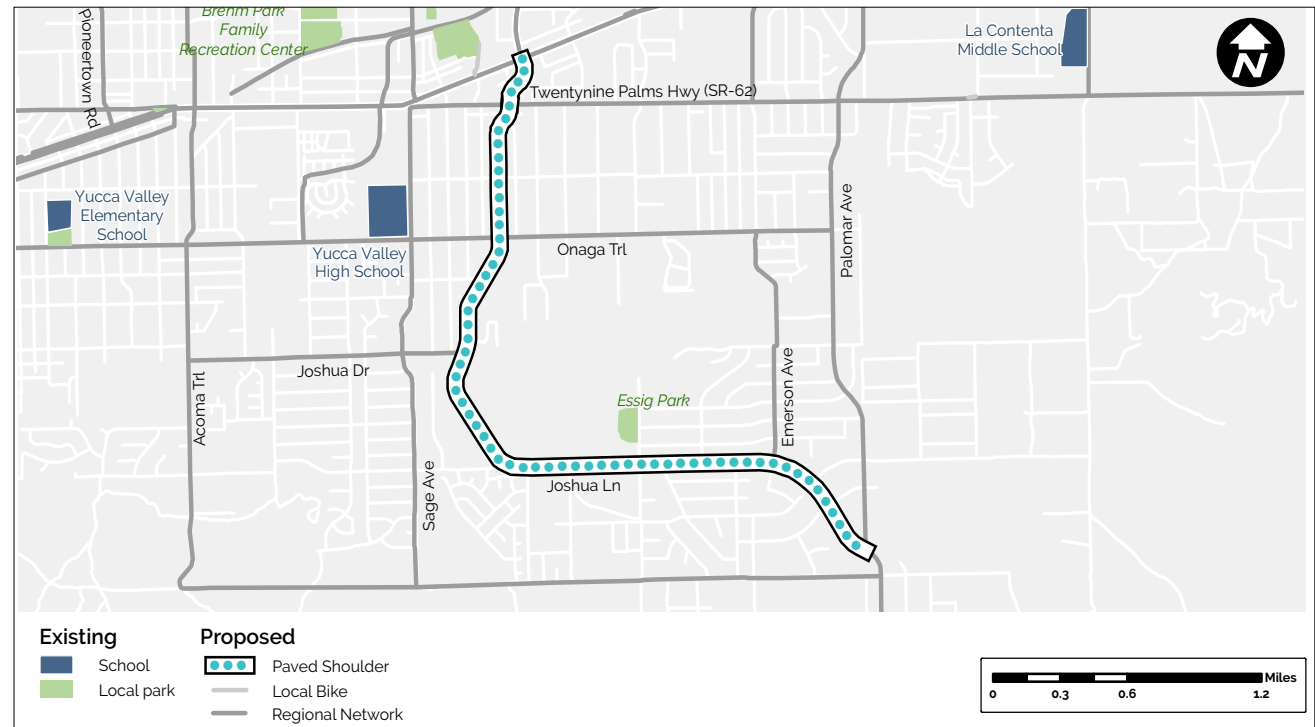 Brehm Park
Family
Recreation Center
Pioneertown Rd
La Contenta
Middle School
N
Twentynine Palms Hwy (SR-62)
Yucca Valley
Elementary
School
Yucca Valley
High School
Onaga Trl
Palomar Ave
Joshua Dr
Acoma Trl
Essig Park
Emerson Ave
Sage Ave
Joshua Ln
Existing
School
Local park
Proposed
Paved Shoulder
Local Bike
Regional Network
Miles
0 0.3 0.6 1.2